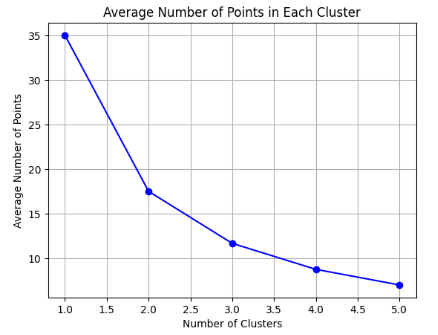 Average Number of Points in Each Cluster
35
30
25
20
15
10
Average Number of Points
1.0 1.5 2.0 2.5 3.0 3.5 4.0 4.5 5.0
Number of Clusters